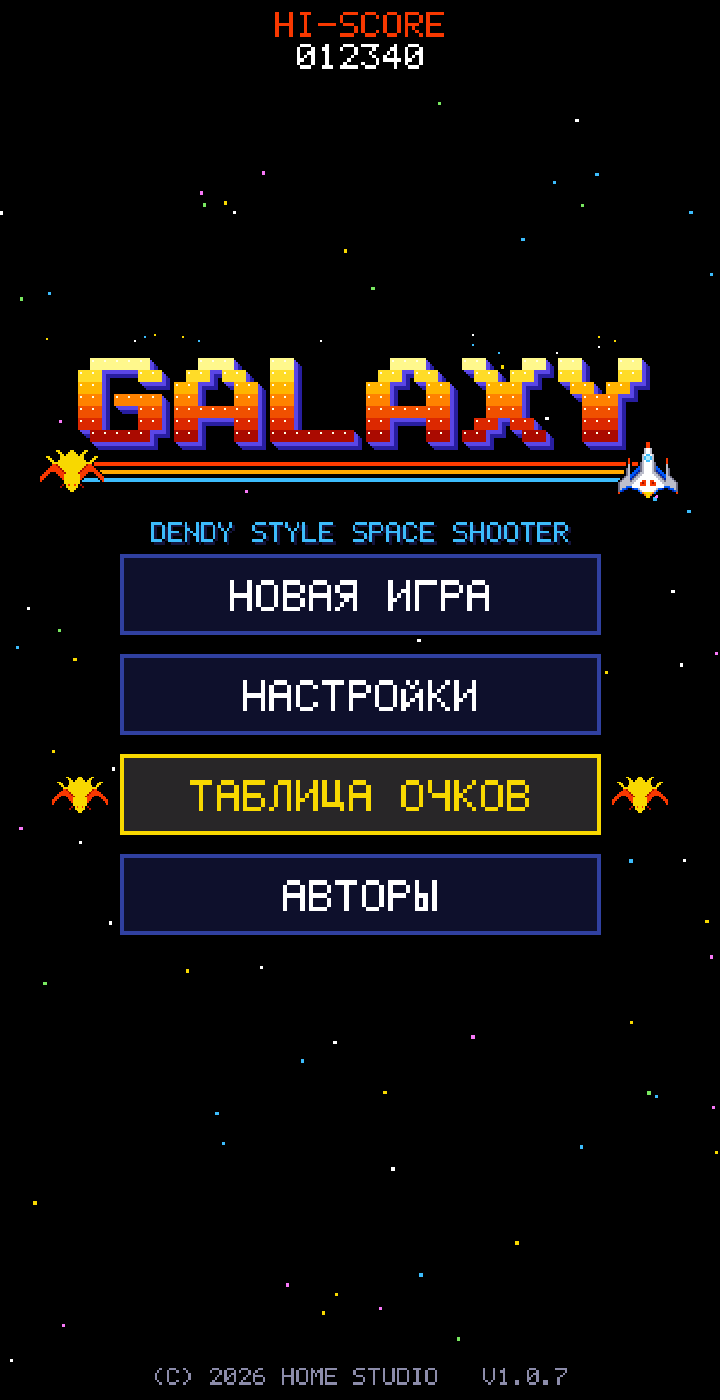 HI-SCORE
012340
GALAXY
DENDY STYLE SPACE SHOOTER
НОВАЯ ИГРА
НАСТРОЙКИ
ТАБЛИЦА ОЧКОВ
АВТОРЫ
(C) 2026 HOME STUDIO V1.0.7